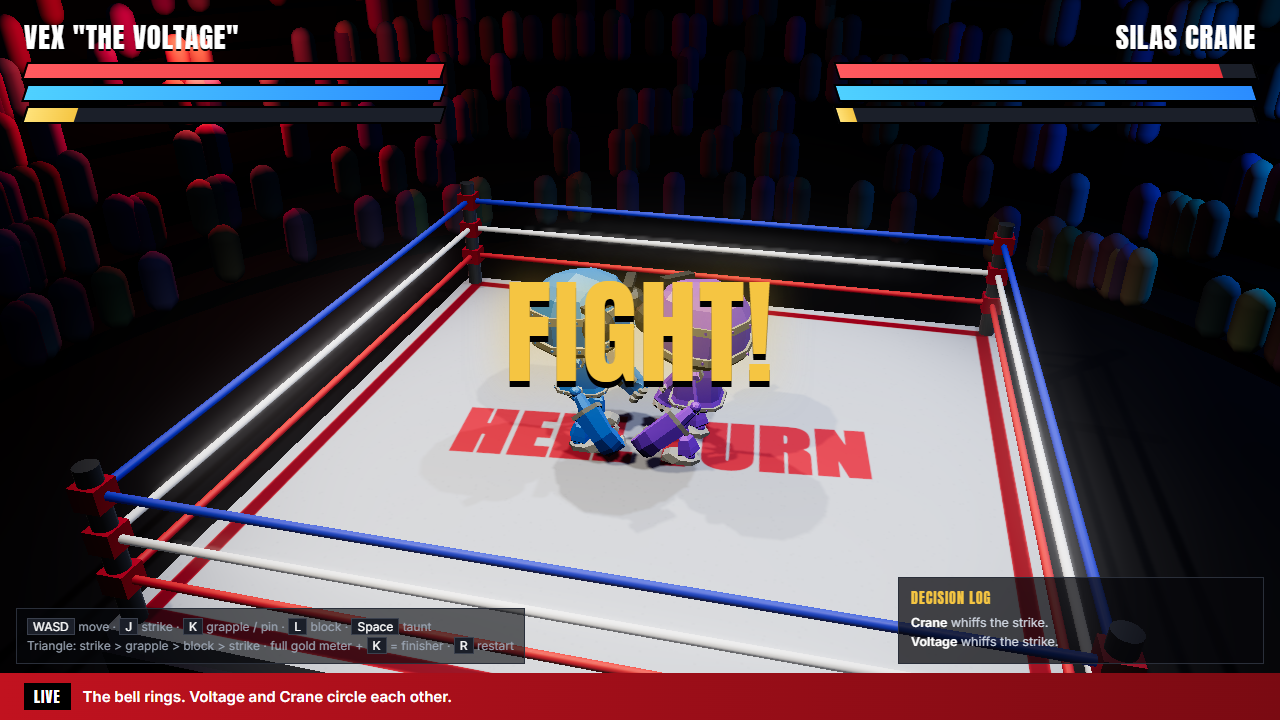 VEX "THE VOLTAGE"
SILAS CRANE
FIGHT!
WASD move · J strike · K grapple / pin · L block · Space taunt
Triangle: strike > grapple > block > strike · full gold meter + K = finisher · R restart
DECISION LOG
Crane whiffs the strike.
Voltage whiffs the strike.
LIVE The bell rings. Voltage and Crane circle each other.